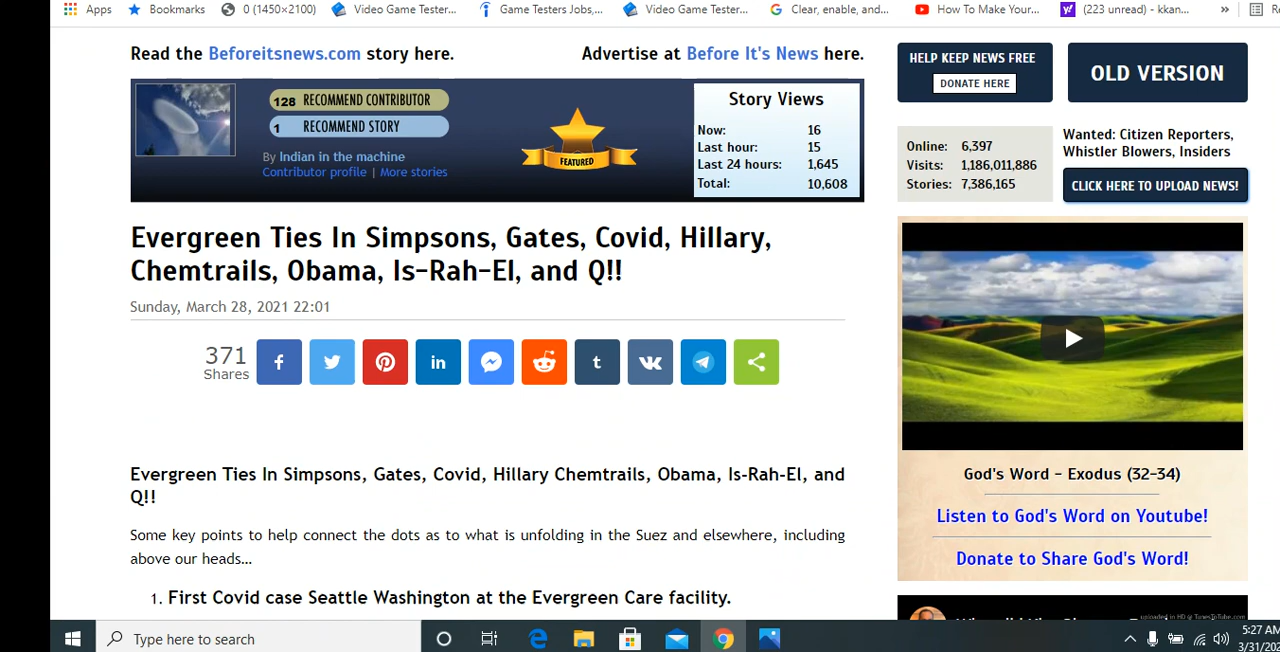 Apps
Bookmarks
0 (1450×2100)
Video Game Tester...
Game Testers Jobs,...
Video Game Tester...
Clear, enable, and...
How To Make Your...
(223 unread) - kkan...
»
Read the Beforeitsnews.com story here.
Advertise at Before It's News here.
128 RECOMMEND CONTRIBUTOR
1 RECOMMEND STORY
By Indian in the machine
Contributor profile | More stories
FEATURED
Story Views
Now: 16
Last hour: 15
Last 24 hours: 1,645
Total: 10,608
Evergreen Ties In Simpsons, Gates, Covid, Hillary,
Chemtrails, Obama, Is-Rah-El, and Q!!
Sunday, March 28, 2021 22:01
371
Shares
Evergreen Ties In Simpsons, Gates, Covid, Hillary Chemtrails, Obama, Is-Rah-El, and
Q!!
Some key points to help connect the dots as to what is unfolding in the Suez and elsewhere, including
above our heads...
1. First Covid case Seattle Washington at the Evergreen Care facility.
HELP KEEP NEWS FREE
DONATE HERE
OLD VERSION
Online: 6,397
Visits: 1,186,011,886
Stories: 7,386,165
Wanted: Citizen Reporters,
Whistler Blowers, Insiders
CLICK HERE TO UPLOAD NEWS!
God's Word - Exodus (32-34)
Listen to God's Word on Youtube!
Donate to Share God's Word!
Type here to search
5:27 AM
3/31/202